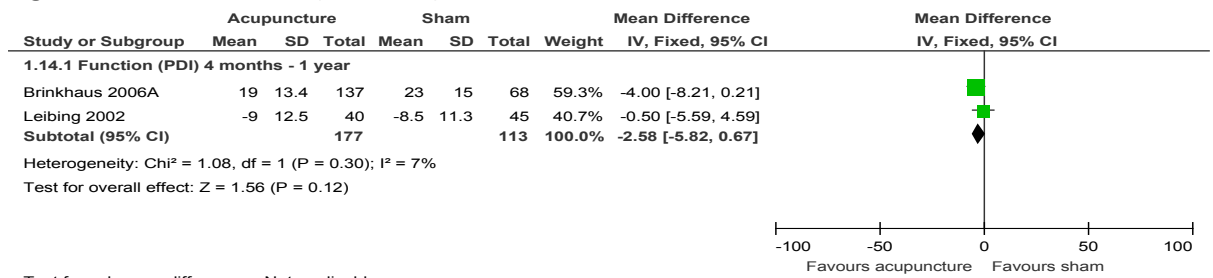 Acupuncture Sham Mean Difference Mean Difference
Study or Subgroup Mean SD Total Mean SD Total Weight IV, Fixed, 95% CI IV, Fixed, 95% CI
1.14.1 Function (PDI) 4 months - 1 year
Brinkhaus 2006A 19 13.4 137 23 15 68 59.3% -4.00 [-8.21, 0.21]
Leibing 2002 -9 12.5 40 -8.5 11.3 45 40.7% -0.50 [-5.59, 4.59]
Subtotal (95% CI) 177 113 100.0% -2.58 [-5.82, 0.67]
Heterogeneity: Chi² = 1.08, df = 1 (P = 0.30); I² = 7%
Test for overall effect: Z = 1.56 (P = 0.12)
-100 -50 0 50 100
Favours acupuncture Favours sham